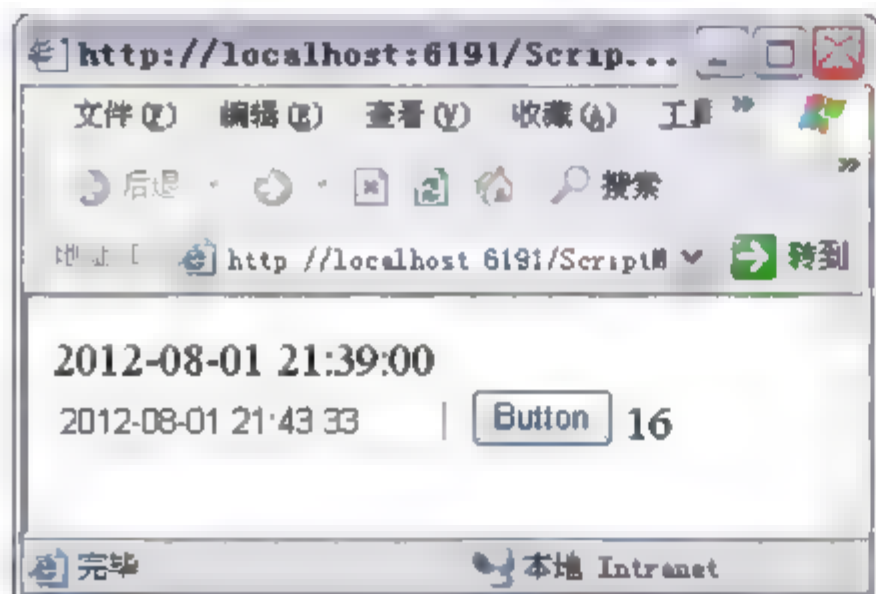 http://localhost:6191/Scrip...
文件(F) 编辑(E) 查看(V) 收藏(A) 工具 »
后退 搜索 »
http //localhost 6191/Script 转到
2012-08-01 21:39:00
2012-08-01 21:43 33 Button 16
完毕 本地 Intranet